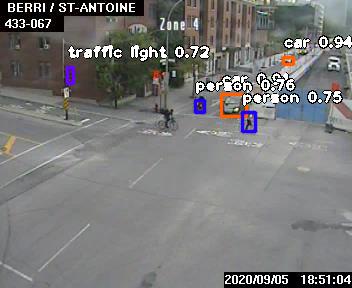 BERRI / ST-ANTOINE
433-067
Zone 4
traffic light 0.72
car 0.94
person 0.76
person 0.75
2020/09/05 18:51:04